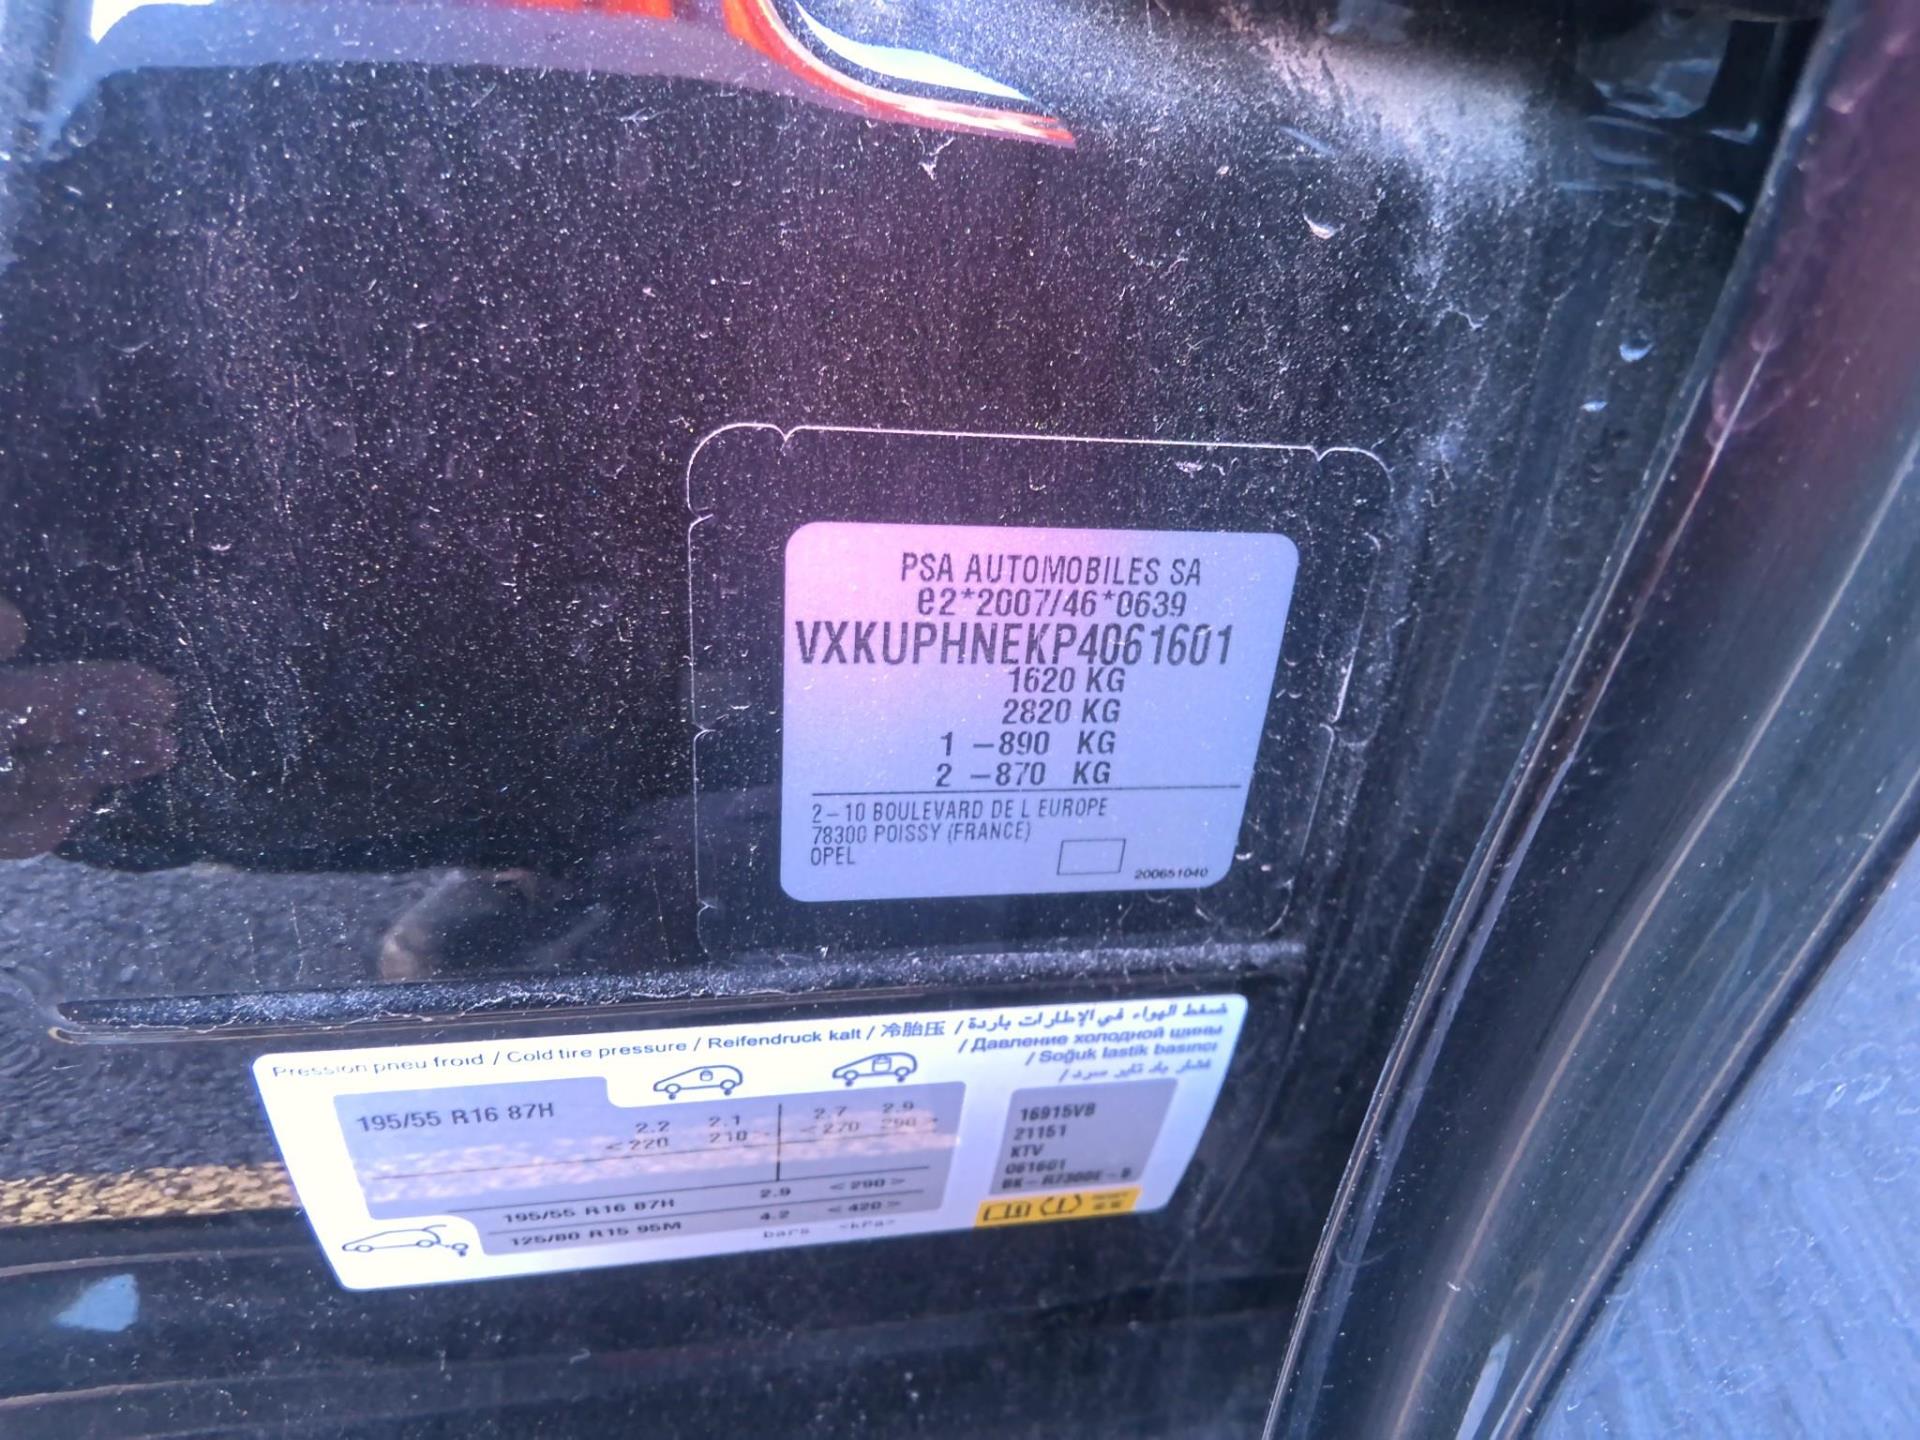 PSA AUTOMOBILES SA
e2*2007/46*0639
VXKUPHNEKP4061601
1620 KG
2820 KG
1 -890 KG
2 -870 KG
2-10 BOULEVARD DE L EUROPE
78300 POISSY (FRANCE)
OPEL
200651040
Pression pneu froid / Cold tire pressure / Reifendruck kalt / 冷胎压 / ضغط الهواء في الإطارات باردة
/ Давление холодной шины
/ Soğuk lastik basıncı
/ فشار باد تایر سرد
195/55 R16 87H
2.2 2.1 2.7 2.9
<220 210> <270 290>
195/55 R16 87H 2.9 <290>
125/80 R15 95M 4.2 <420>
bars <kPa>
16915VB
21151
KTV
061601